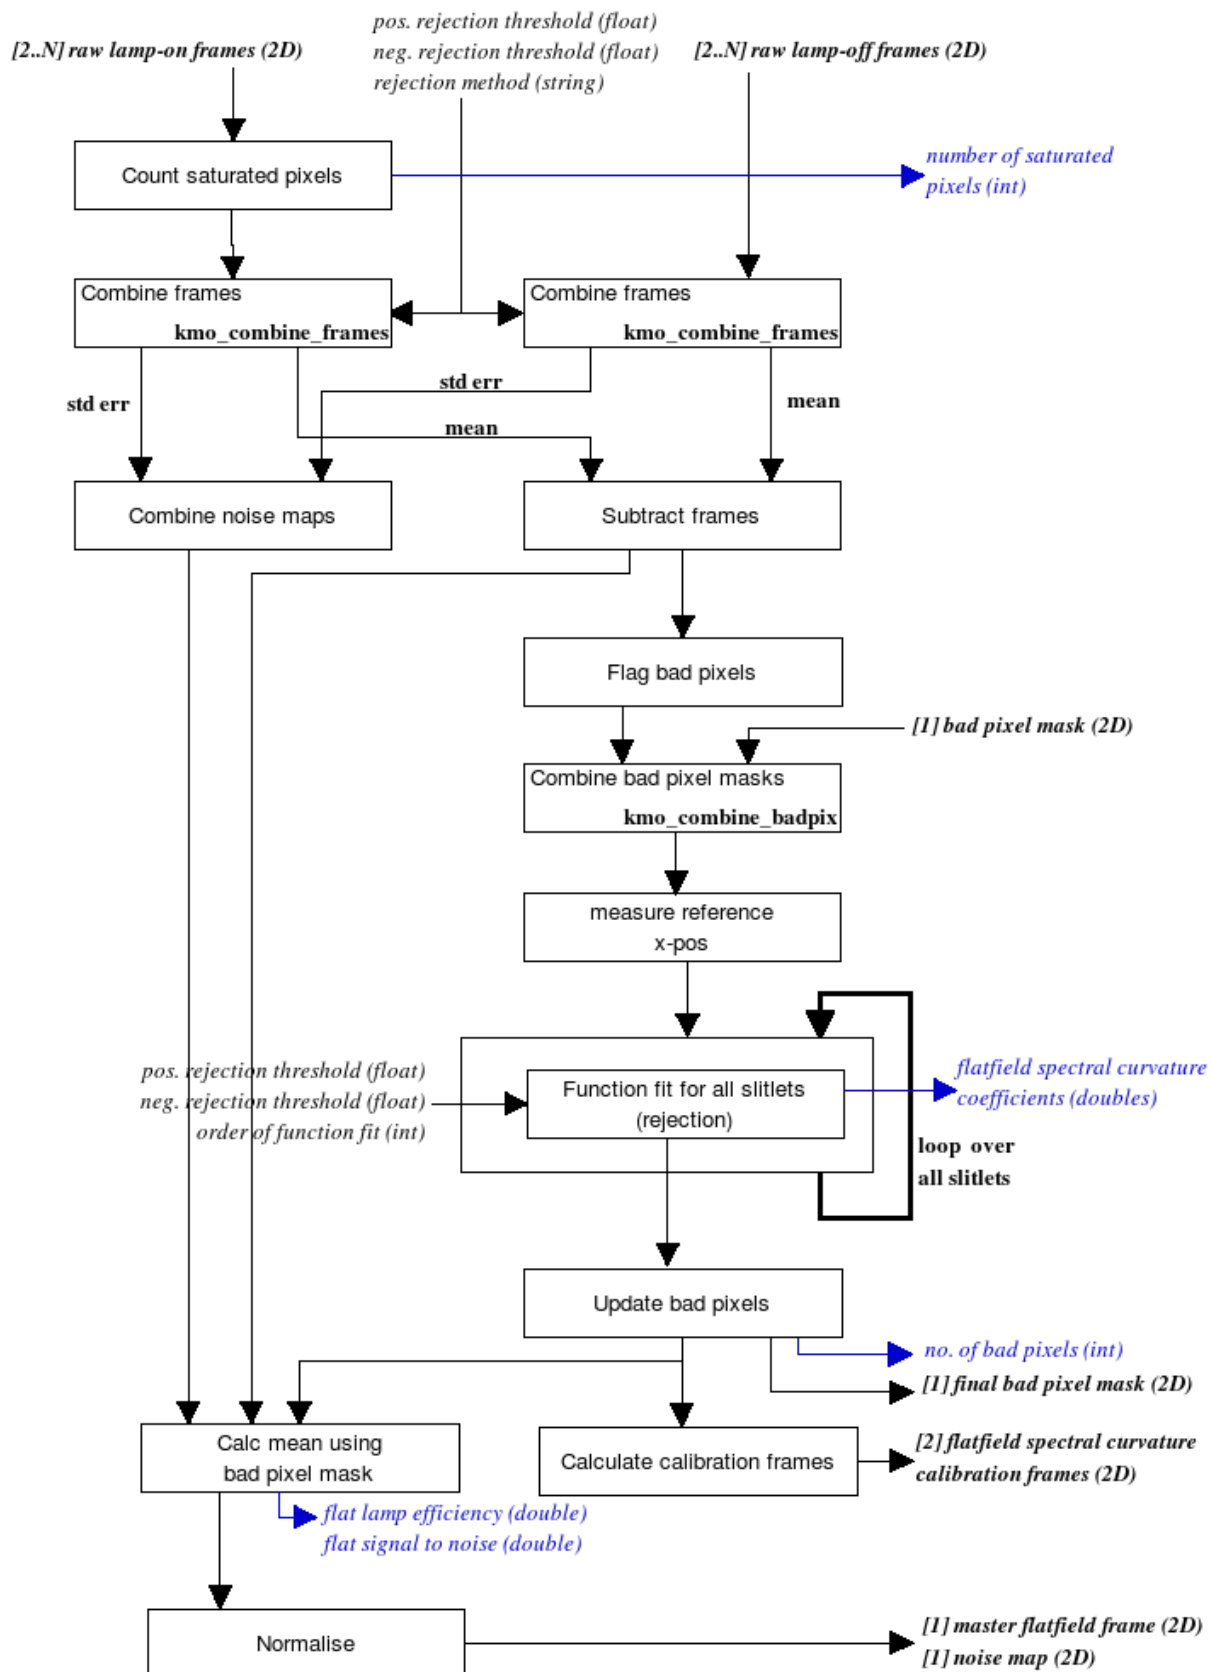 pos. rejection threshold (float)
neg. rejection threshold (float)
rejection method (string)
[2..N] raw lamp-on frames (2D)
[2..N] raw lamp-off frames (2D)
Count saturated pixels
number of saturated
pixels (int)
Combine frames
kmo_combine_frames
Combine frames
kmo_combine_frames
std err
std err
mean
mean
Combine noise maps
Subtract frames
Flag bad pixels
[1] bad pixel mask (2D)
Combine bad pixel masks
kmo_combine_badpix
measure reference
x-pos
pos. rejection threshold (float)
neg. rejection threshold (float)
order of function fit (int)
Function fit for all slitlets
(rejection)
flatfield spectral curvature
coefficients (doubles)
loop over
all slitlets
Update bad pixels
no. of bad pixels (int)
[1] final bad pixel mask (2D)
Calc mean using
bad pixel mask
Calculate calibration frames
[2] flatfield spectral curvature
calibration frames (2D)
flat lamp efficiency (double)
flat signal to noise (double)
Normalise
[1] master flatfield frame (2D)
[1] noise map (2D)